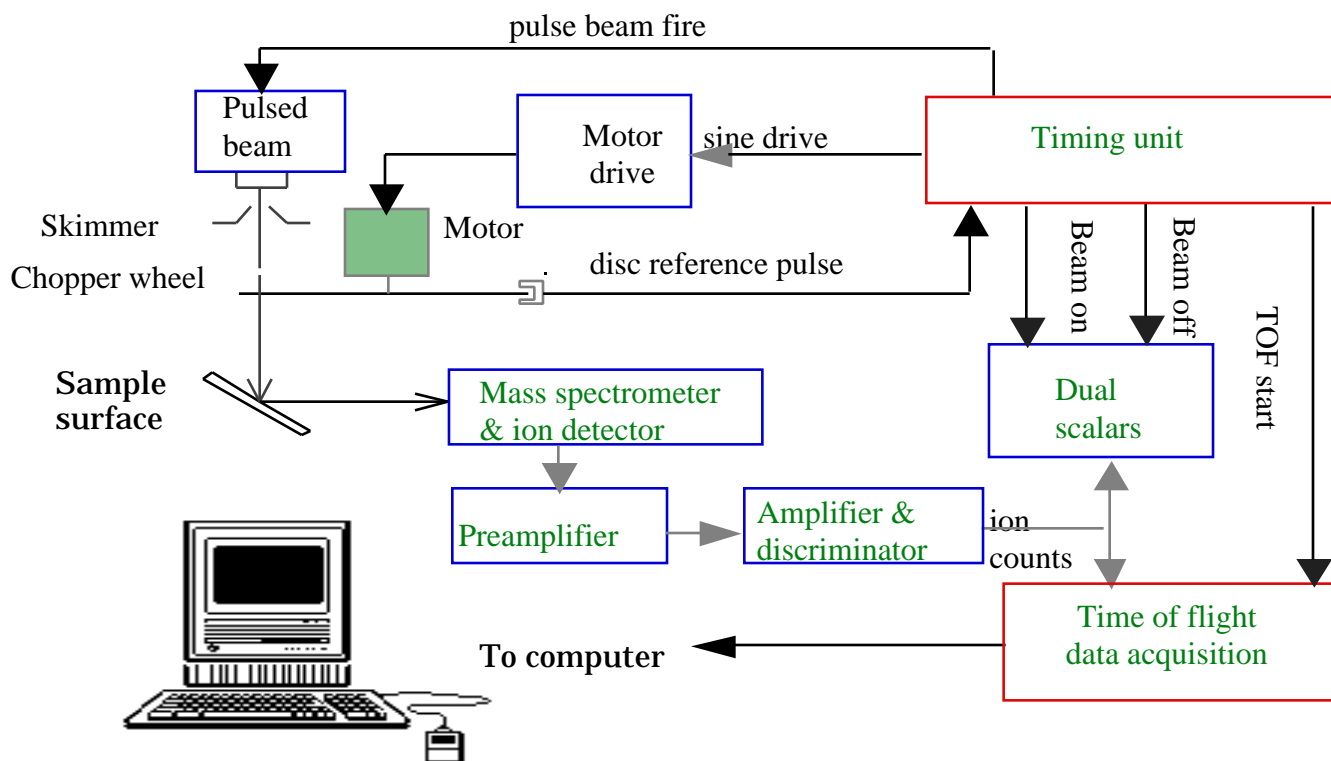 pulse beam fire
Pulsed
beam
Motor
drive
sine drive
Timing unit
Skimmer
Motor
Chopper wheel
disc reference pulse
Beam on
Beam off
TOF start
Sample
surface
Mass spectrometer
& ion detector
Dual
scalars
Preamplifier
Amplifier &
discriminator
ion
counts
Time of flight
data acquisition
To computer